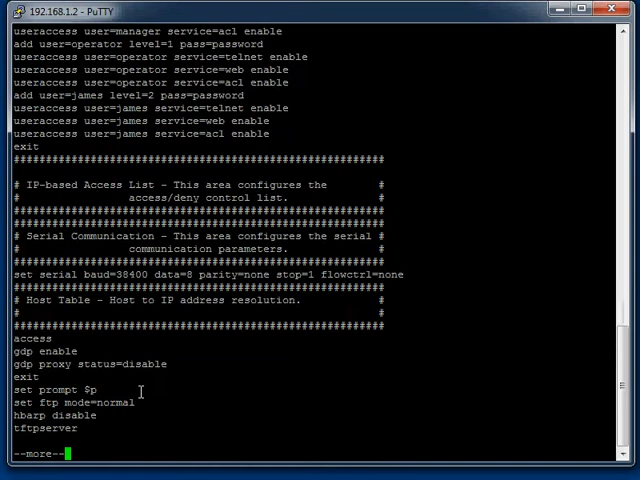 192.168.1.2 - PuTTY
useraccess user=manager service=acl enable
add user=operator level=1 pass=password
useraccess user=operator service=telnet enable
useraccess user=operator service=web enable
useraccess user=operator service=acl enable
add user=james level=2 pass=password
useraccess user=james service=telnet enable
useraccess user=james service=web enable
useraccess user=james service=acl enable
exit
##########################################################
# IP-based Access List - This area configures the #
# access/deny control list. #
##########################################################
##########################################################
# Serial Communication - This area configures the serial #
# communication parameters. #
##########################################################
set serial baud=38400 data=8 parity=none stop=1 flowctrl=none
##########################################################
# Host Table - Host to IP address resolution. #
# #
##########################################################
access
gdp enable
gdp proxy status=disable
exit
set prompt $p
set ftp mode=normal
hbarp disable
tftpserver
--more--